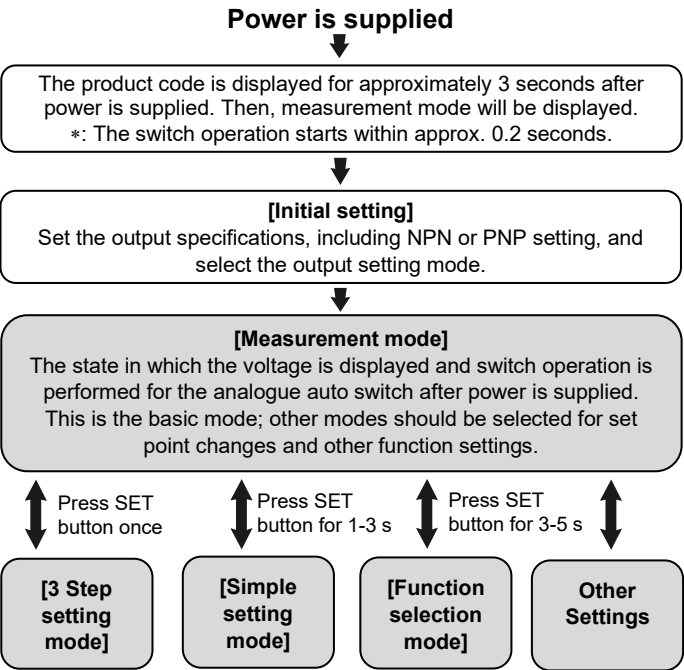 Power is supplied
The product code is displayed for approximately 3 seconds after
power is supplied. Then, measurement mode will be displayed.
∗: The switch operation starts within approx. 0.2 seconds.
[Initial setting]
Set the output specifications, including NPN or PNP setting, and
select the output setting mode.
[Measurement mode]
The state in which the voltage is displayed and switch operation is
performed for the analogue auto switch after power is supplied.
This is the basic mode; other modes should be selected for set
point changes and other function settings.
Press SET
button once
Press SET
button for 1-3 s
Press SET
button for 3-5 s
[3 Step
setting
mode]
[Simple
setting
mode]
[Function
selection
mode]
Other
Settings